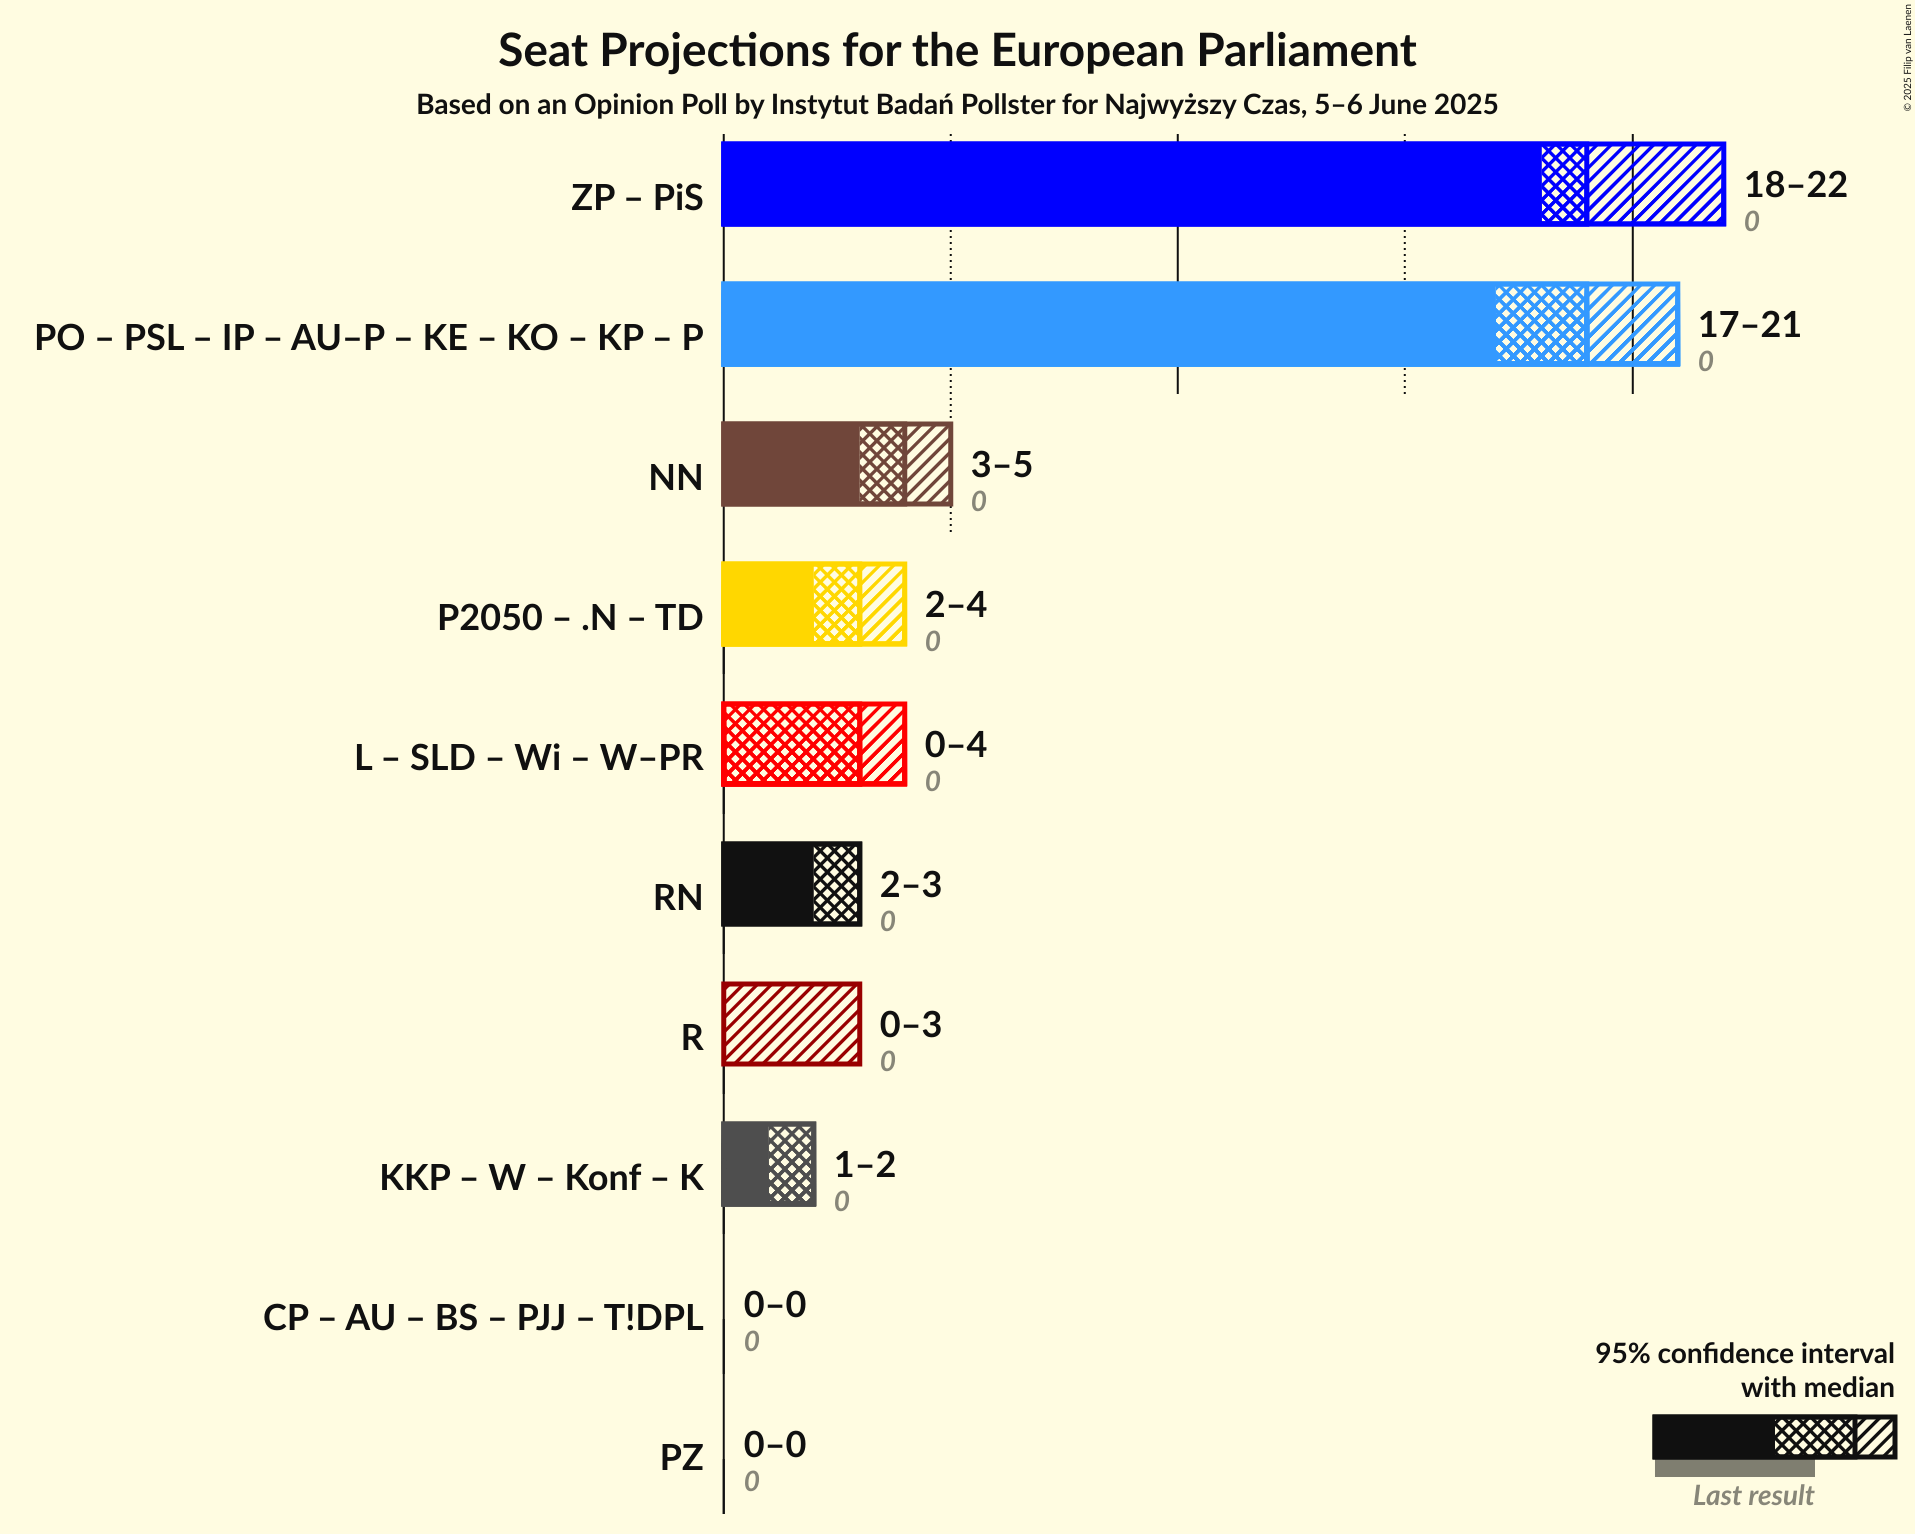 Seat Projections for the European Parliament
Based on an Opinion Poll by Instytut Badań Pollster for Najwyższy Czas, 5–6 June 2025
© 2025 Filip van Laenen
ZP – PiS
18–22
0
PO – PSL – IP – AU–P – KE – KO – KP – P
17–21
0
NN
3–5
0
P2050 – .N – TD
2–4
0
L – SLD – Wi – W–PR
0–4
0
RN
2–3
0
R
0–3
0
KKP – W – Konf – K
1–2
0
CP – AU – BS – PJJ – T!DPL
0–0
0
PZ
0–0
0
95% confidence interval
with median
Last result